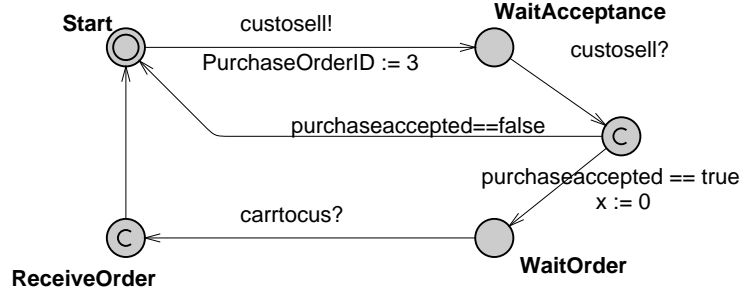 WaitAcceptance
Start
custosell!
PurchaseOrderID := 3
custosell?
purchaseaccepted==false
C
purchaseaccepted == true
x := 0
carrtocus?
C
ReceiveOrder
WaitOrder